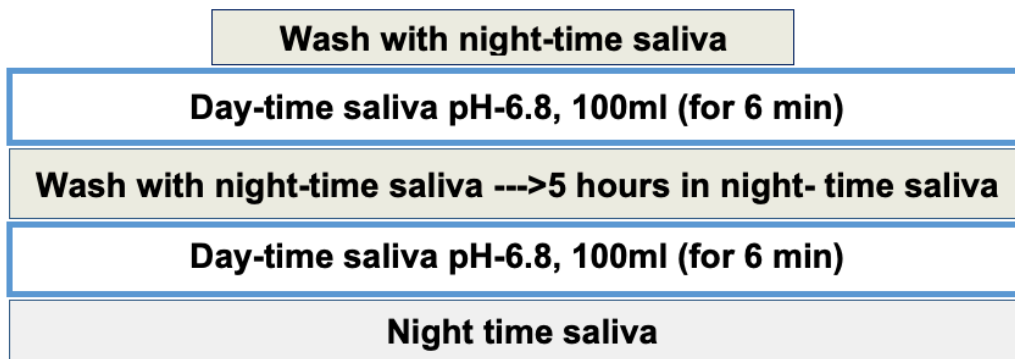 Wash with night-time saliva
Day-time saliva pH-6.8, 100ml (for 6 min)
Wash with night-time saliva --->5 hours in night- time saliva
Day-time saliva pH-6.8, 100ml (for 6 min)
Night time saliva